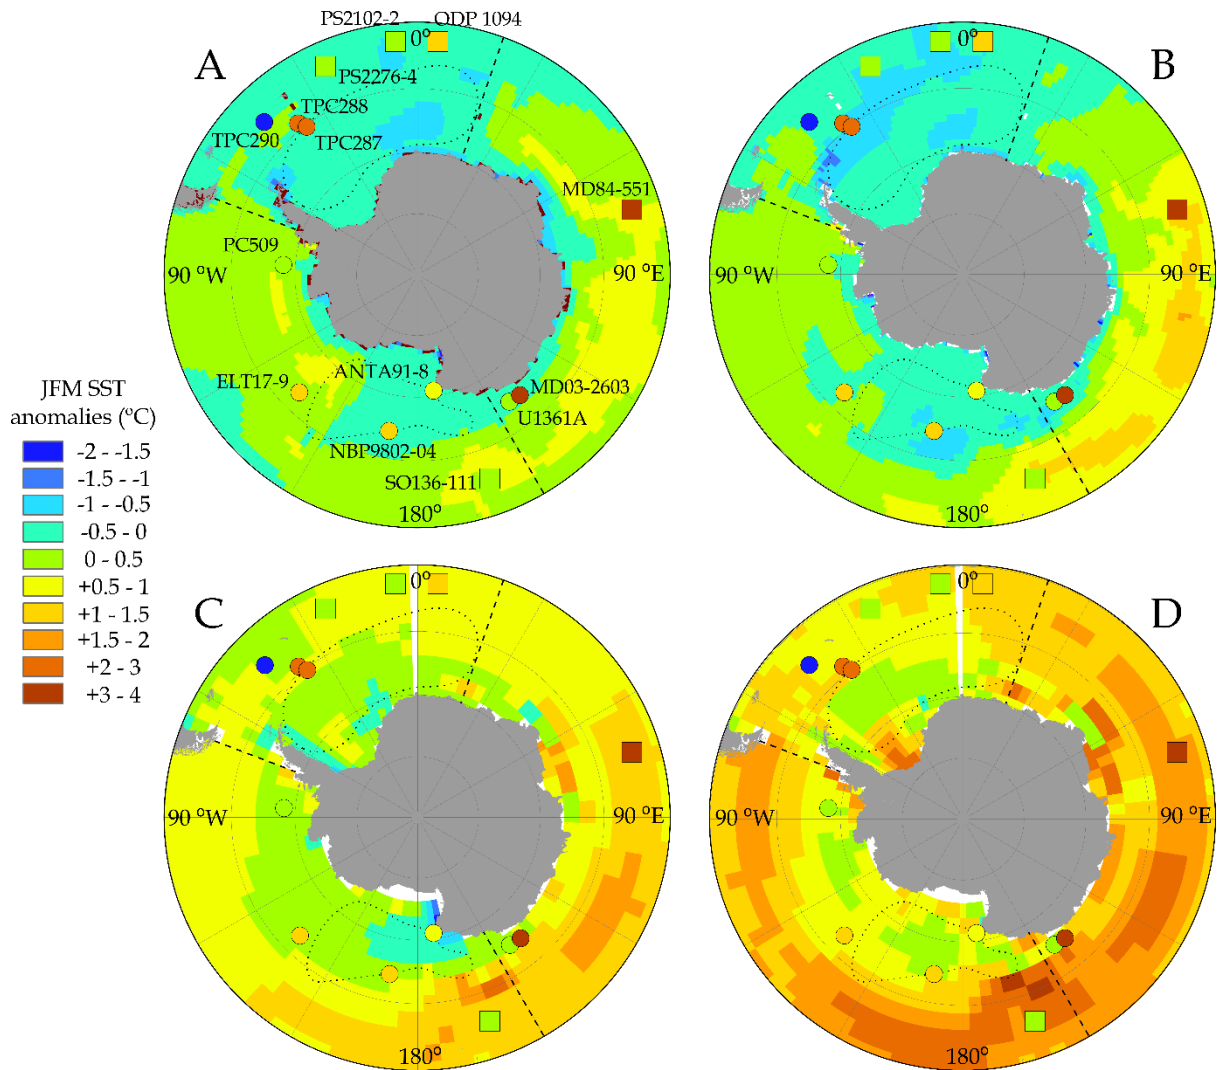 PS2102-2
ODP 1094
A
0°
PS2276-4
TPC288
TPC290
TPC287
MD84-551
PC509
90 °W
90 °E
ELT17-9
ANTA91-8
MD03-2603
U1361A
NBP9802-04
SO136-111
180°
0°
B
90 °W
90 °E
180°
JFM SST
anomalies (°C)
-2 - -1.5
-1.5 - -1
-1 - -0.5
-0.5 - 0
0 - 0.5
+0.5 - 1
+1 - 1.5
+1.5 - 2
+2 - 3
+3 - 4
C
0°
90 °W
90 °E
180°
0°
D
90 °W
90 °E
180°